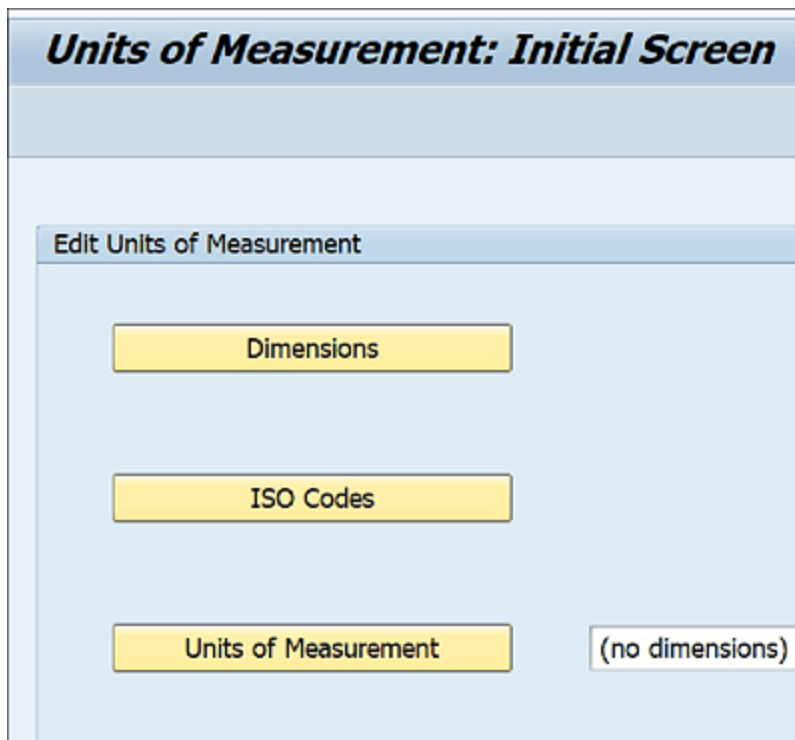 Units of Measurement: Initial Screen
Edit Units of Measurement
Dimensions
ISO Codes
Units of Measurement (no dimensions)